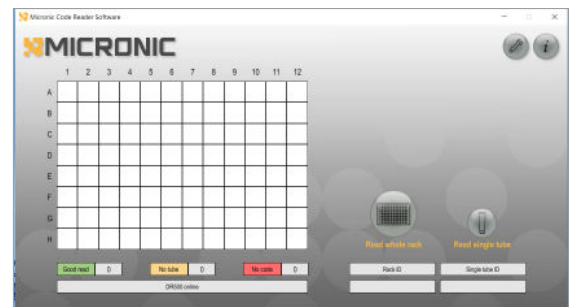 Micronic Code Reader Software
MICRONIC
1 2 3 4 5 6 7 8 9 10 11 12
A
B
C
D
E
F
G
H
Read whole rack Read single tube
Good read 0 No tube 0 No code 0 Rack ID Single tube ID
DR500 online